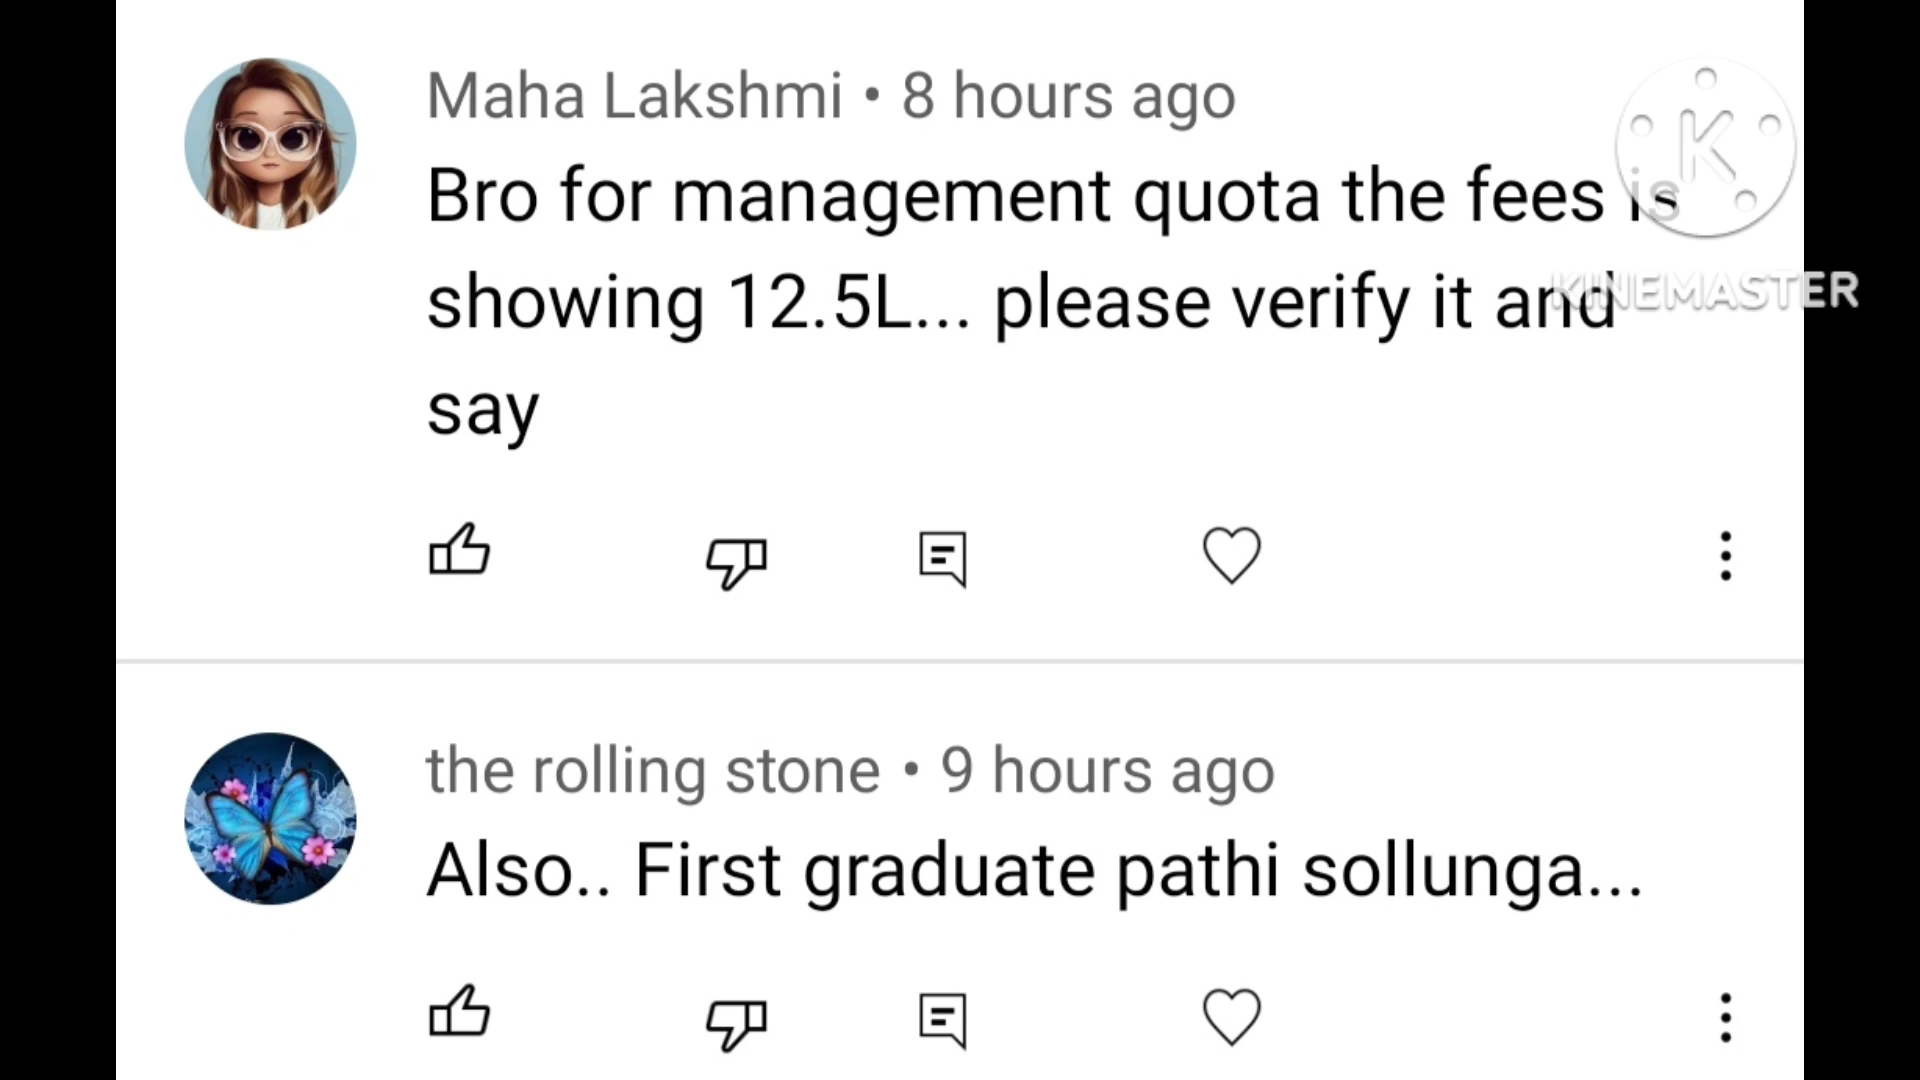 Maha Lakshmi • 8 hours ago
Bro for management quota the fees is
showing 12.5L... please verify it and
say
K
KINEMASTER
the rolling stone • 9 hours ago
Also.. First graduate pathi sollunga...